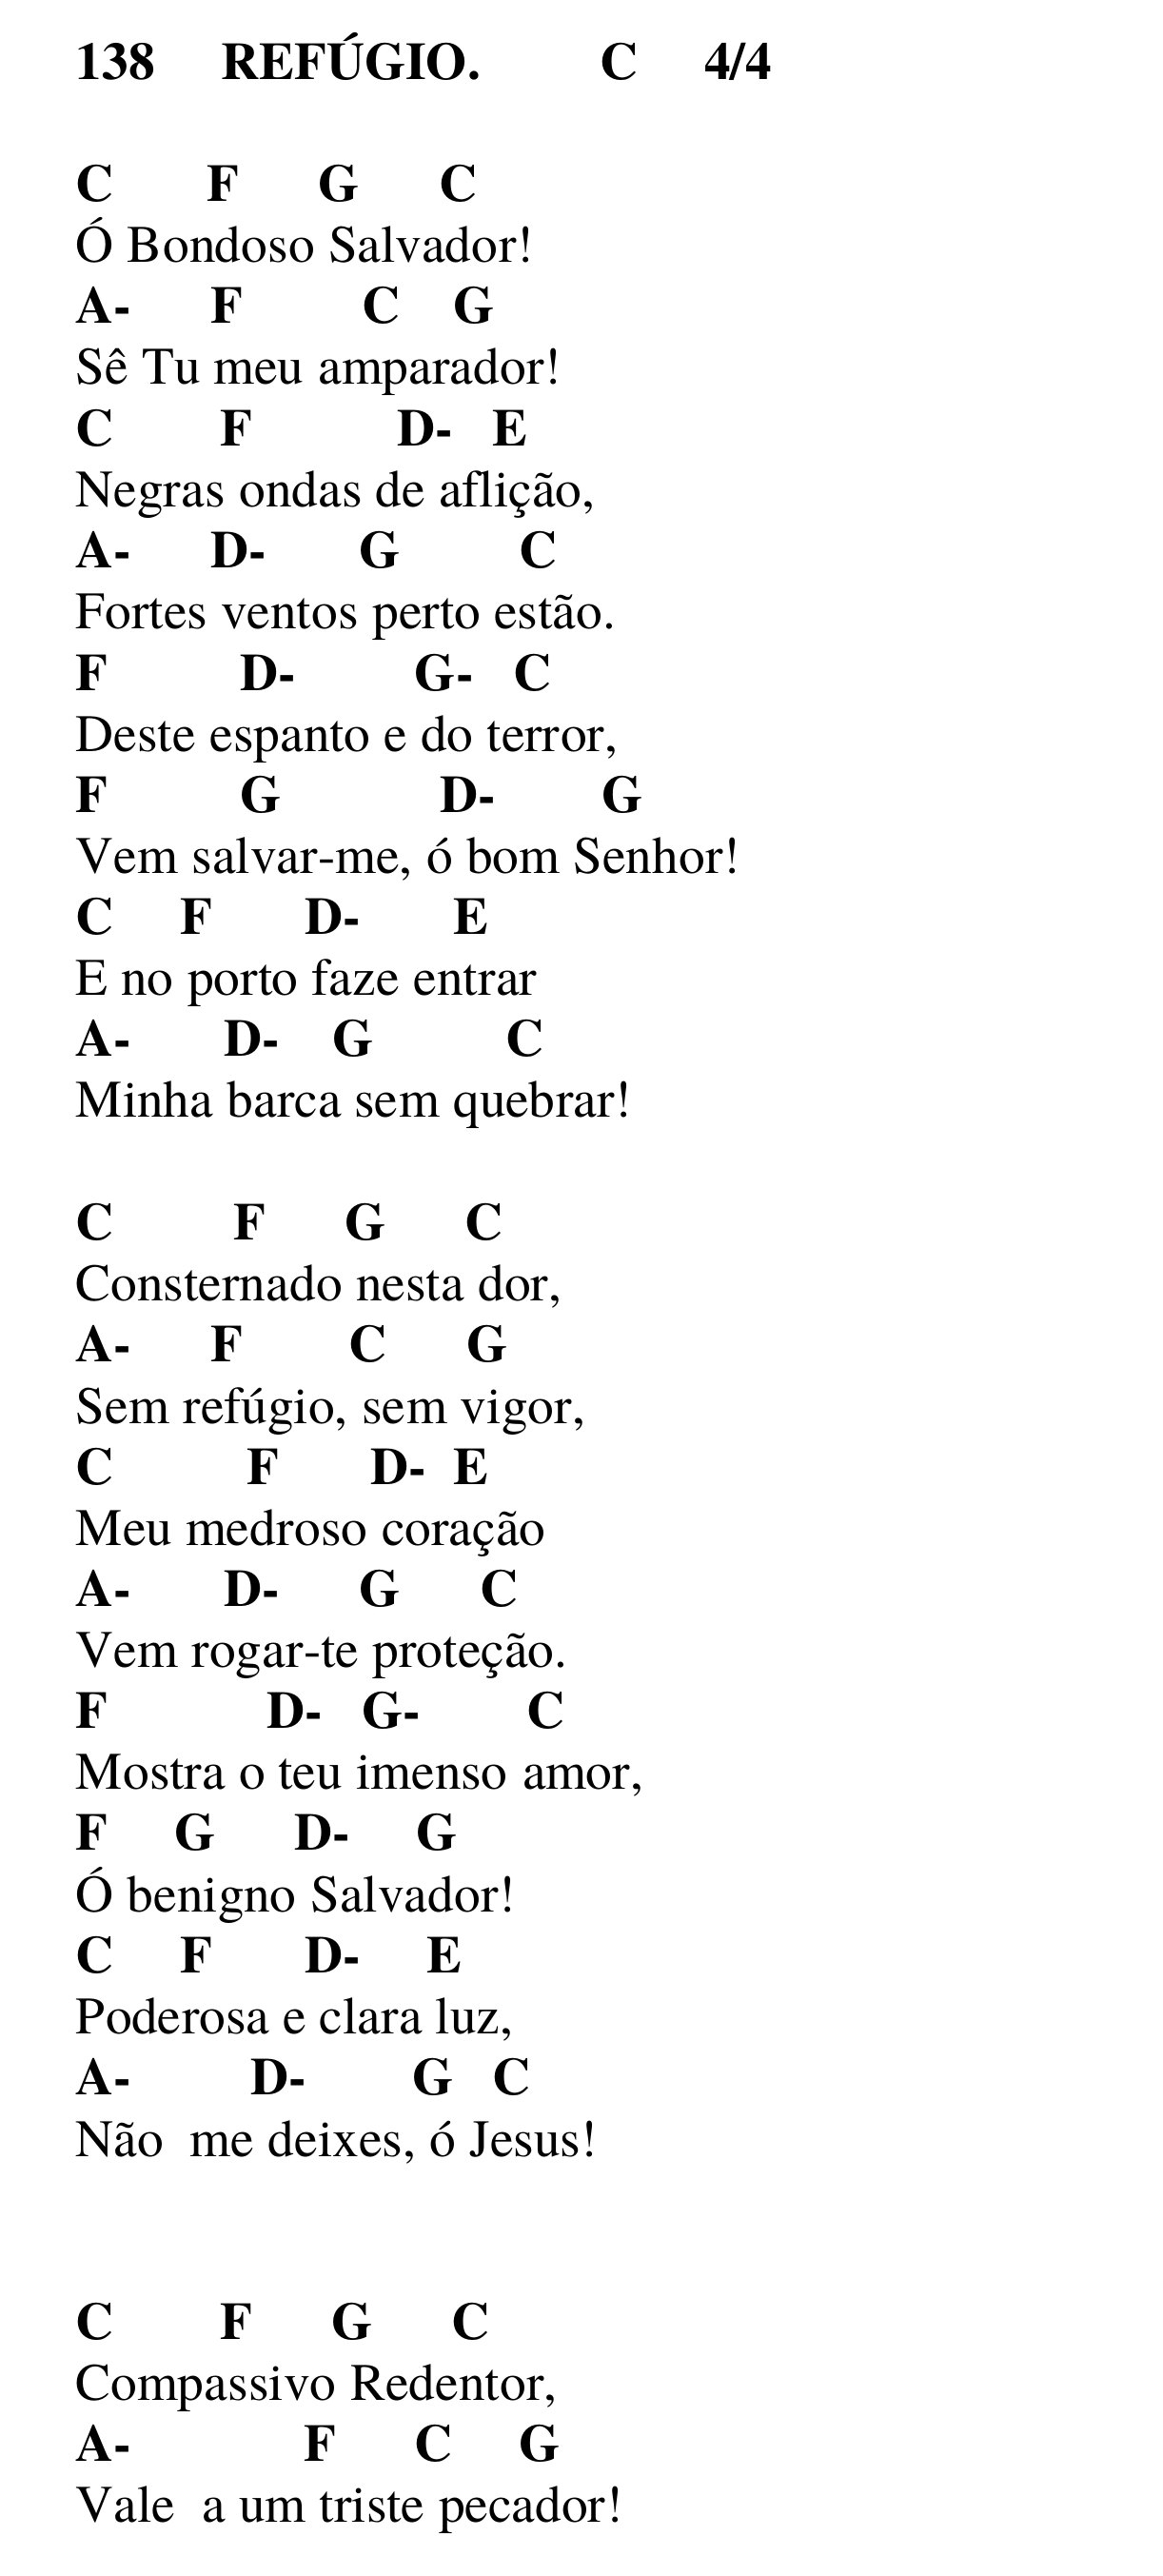 138 REFÚGIO. C 4/4
C F G C
Ó Bondoso Salvador!
A- F C G
Sê Tu meu amparador!
C F D- E
Negras ondas de aflição,
A- D- G C
Fortes ventos perto estão.
F D- G- C
Deste espanto e do terror,
F G D- G
Vem salvar-me, ó bom Senhor!
C F D- E
E no porto faze entrar
A- D- G C
Minha barca sem quebrar!
C F G C
Consternado nesta dor,
A- F C G
Sem refúgio, sem vigor,
C F D- E
Meu medroso coração
A- D- G C
Vem rogar-te proteção.
F D- G- C
Mostra o teu imenso amor,
F G D- G
Ó benigno Salvador!
C F D- E
Poderosa e clara luz,
A- D- G C
Não  me deixes, ó Jesus!
C F G C
Compassivo Redentor,
A- F C G
Vale  a um triste pecador!